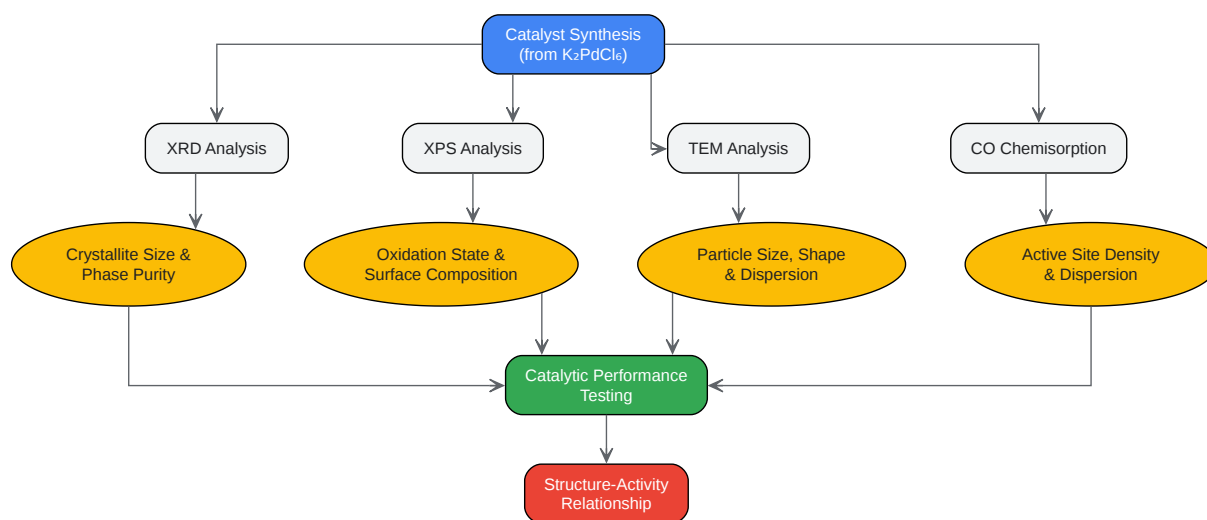 Catalyst Synthesis
(from K₂PdCl₆)
XRD Analysis
XPS Analysis
TEM Analysis
CO Chemisorption
Crystallite Size &
Phase Purity
Oxidation State &
Surface Composition
Particle Size, Shape
& Dispersion
Active Site Density
& Dispersion
Catalytic Performance
Testing
Structure-Activity
Relationship